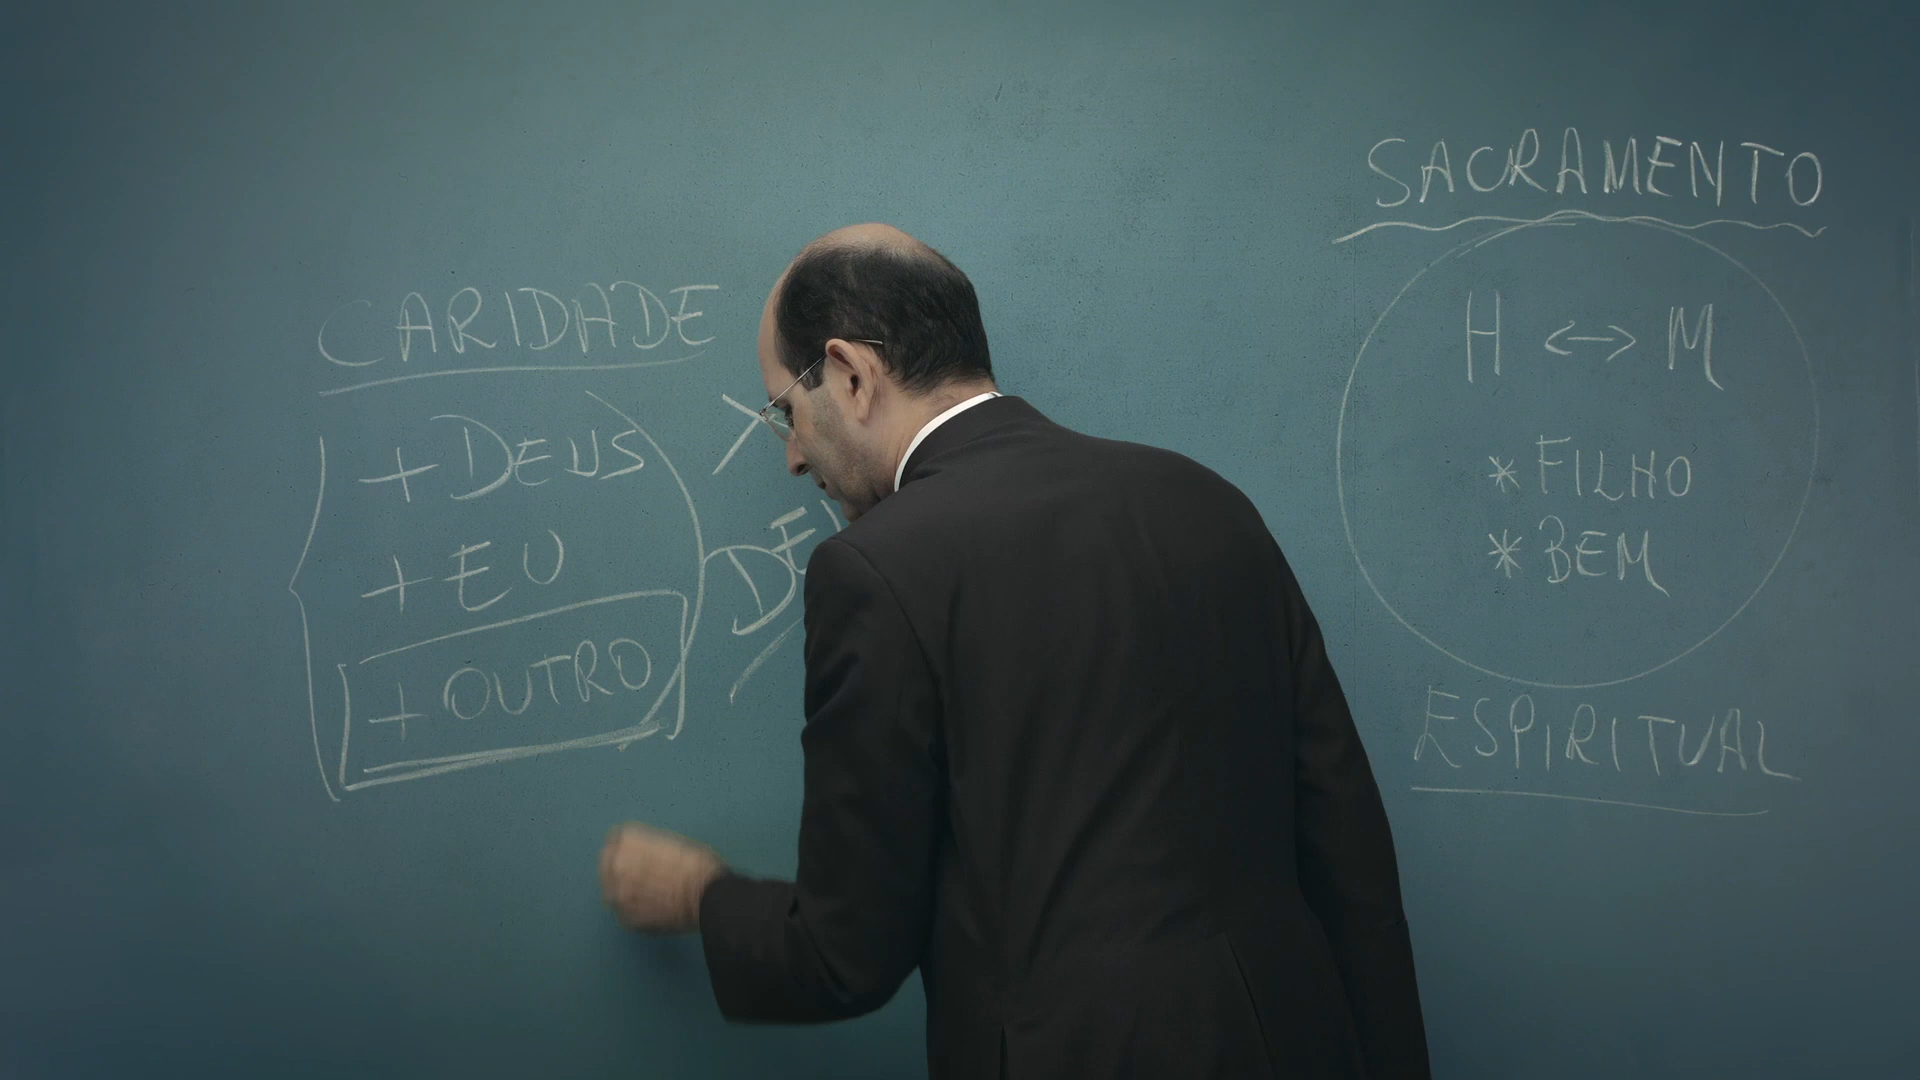 CARIDADE
+ DEUS
+ EU
+ OUTRO
SACRAMENTO
H <-> M
* FILHO
* BEM
ESPIRITUAL